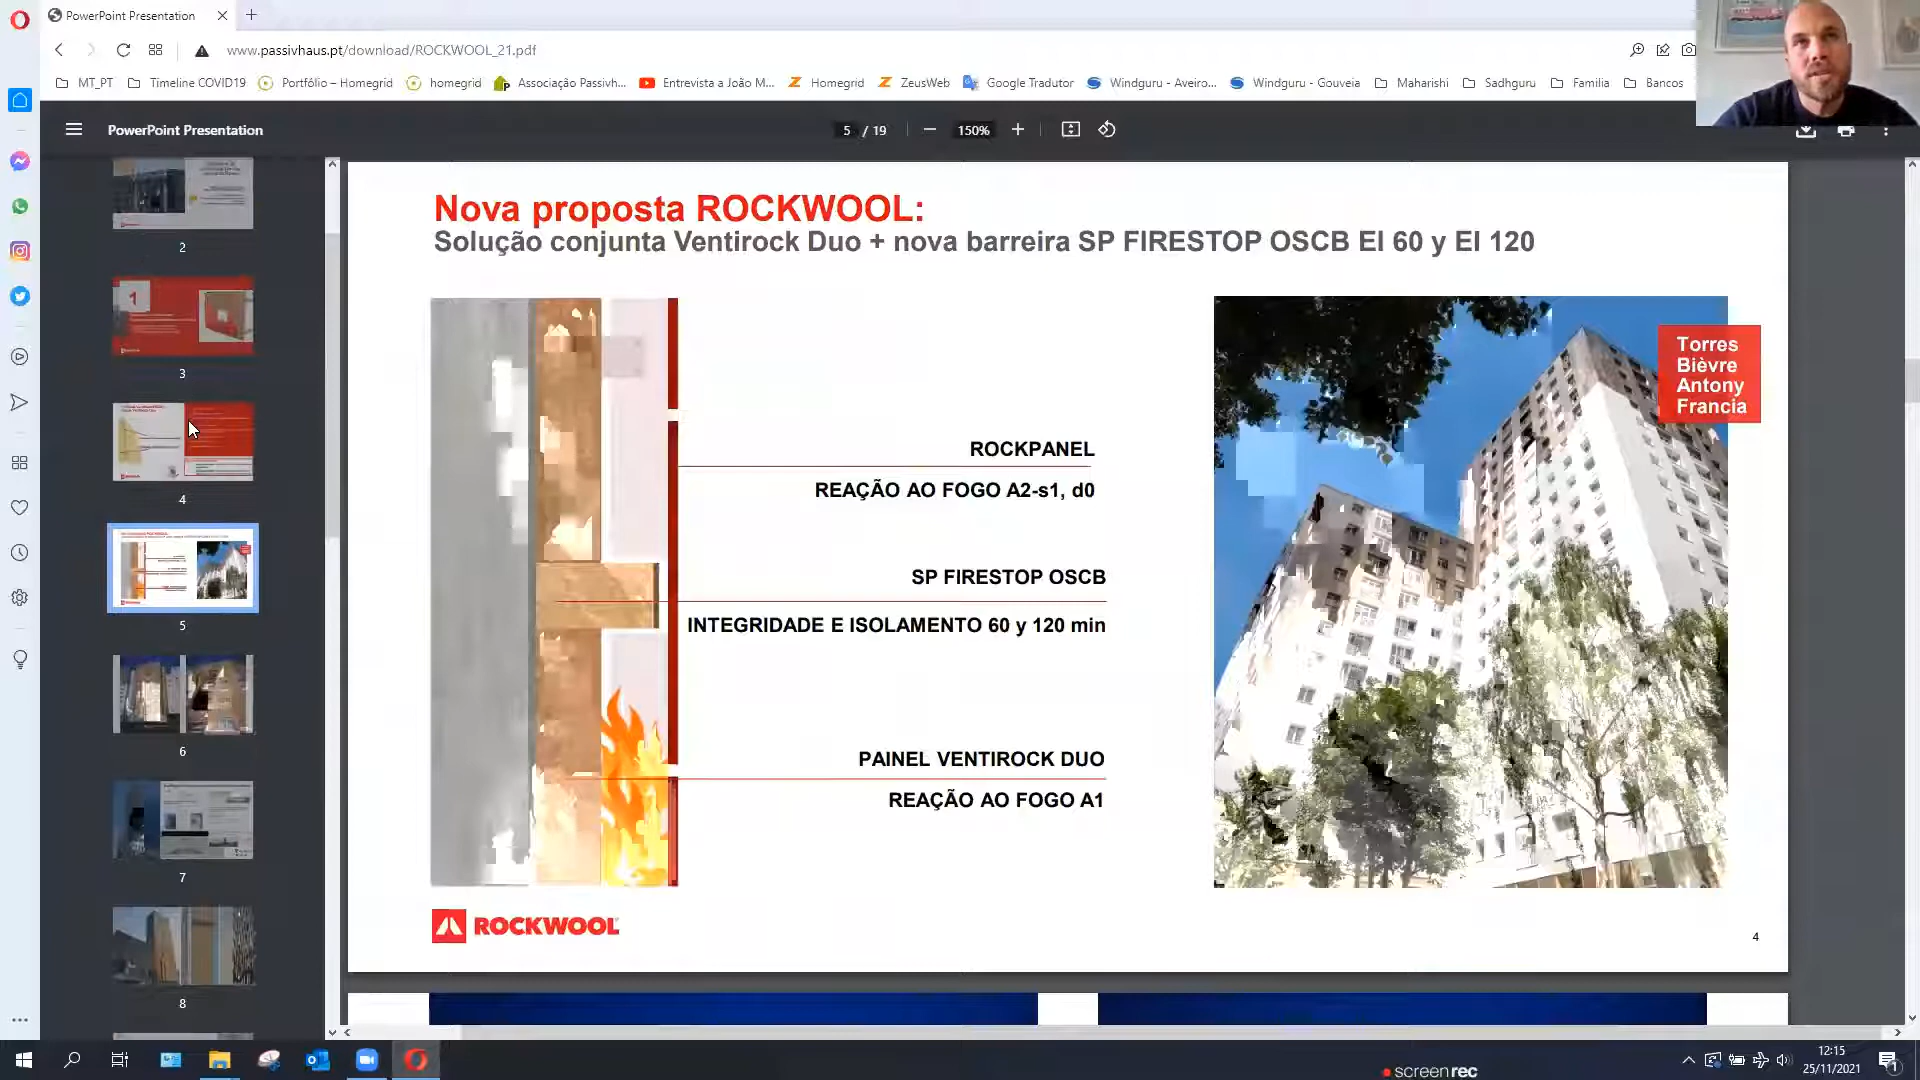 PowerPoint Presentation
www.passivhaus.pt/download/ROCKWOOL_21.pdf
MT_PT
Timeline COVID19
Portfólio – Homegrid
homegrid
Associação Passivh...
Entrevista a João M...
Homegrid
ZeusWeb
Google Tradutor
Windguru - Aveiro...
Windguru - Gouveia
Maharishi
Sadhguru
Familia
Bancos
PowerPoint Presentation
5 / 19
150%
2
3
4
5
6
7
8
Nova proposta ROCKWOOL:
Solução conjunta Ventirock Duo + nova barreira SP FIRESTOP OSCB EI 60 y EI 120
Torres
Bièvre
Antony
Francia
ROCKPANEL
REAÇÃO AO FOGO A2-s1, d0
SP FIRESTOP OSCB
INTEGRIDADE E ISOLAMENTO 60 y 120 min
PAINEL VENTIROCK DUO
REAÇÃO AO FOGO A1
ROCKWOOL
4
12:15
25/11/2021
1
screenrec